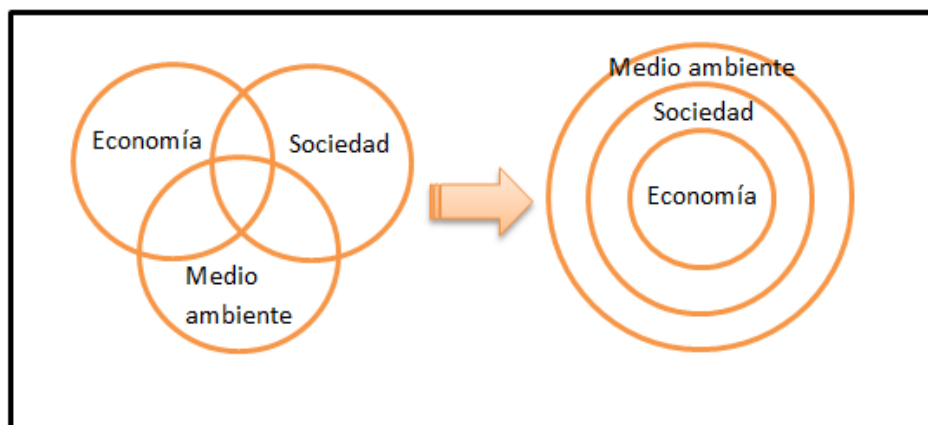 Economía
Sociedad
Medio
ambiente
Medio ambiente
Sociedad
Economía